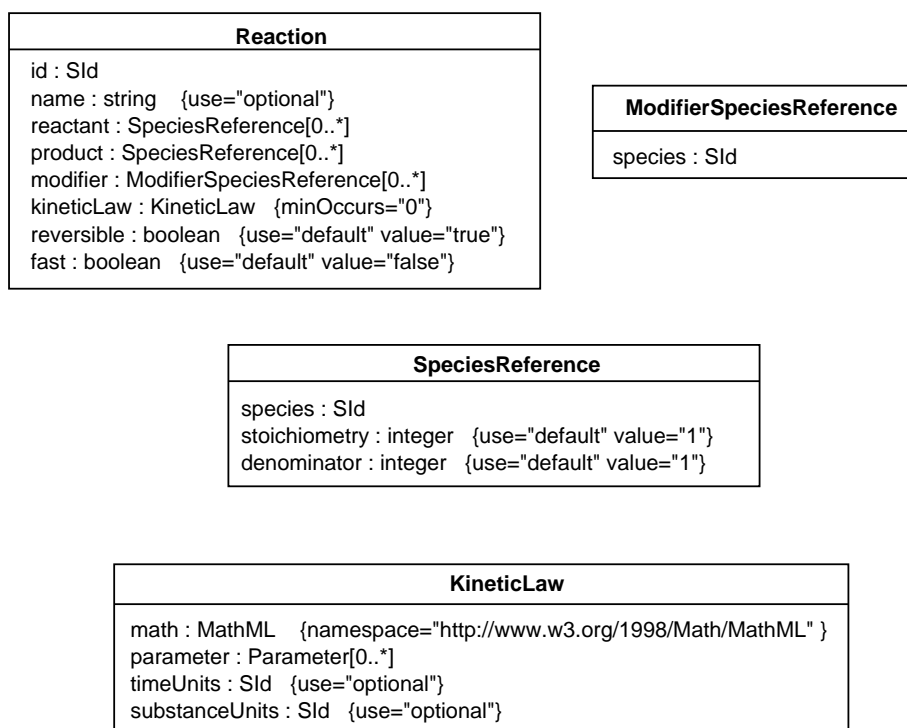 Reaction
id : SId
name : string {use="optional"}
reactant : SpeciesReference[0..*]
product : SpeciesReference[0..*]
modifier : ModifierSpeciesReference[0..*]
kineticLaw : KineticLaw {minOccurs="0"}
reversible : boolean {use="default" value="true"}
fast : boolean {use="default" value="false"}
ModifierSpeciesReference
species : SId
SpeciesReference
species : SId
stoichiometry : integer {use="default" value="1"}
denominator : integer {use="default" value="1"}
KineticLaw
math : MathML {namespace="http://www.w3.org/1998/Math/MathML" }
parameter : Parameter[0..*]
timeUnits : SId {use="optional"}
substanceUnits : SId {use="optional"}